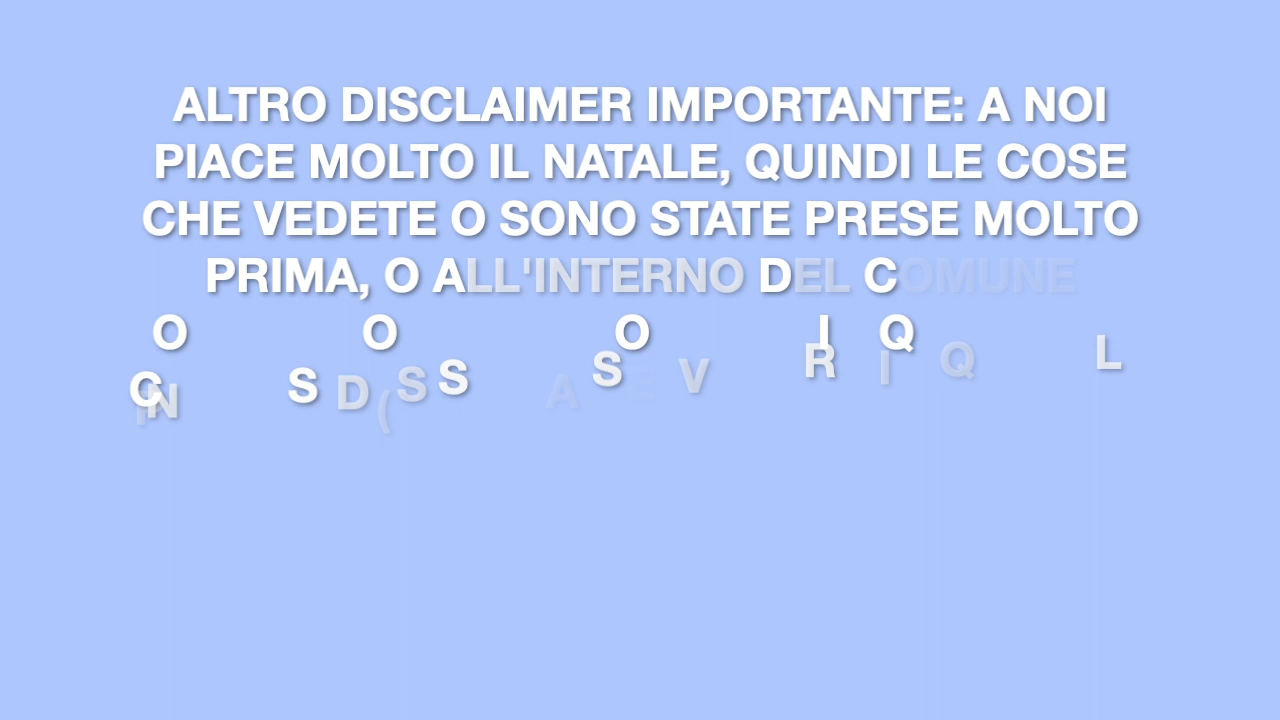 ALTRO DISCLAIMER IMPORTANTE: A NOI
PIACE MOLTO IL NATALE, QUINDI LE COSE
CHE VEDETE O SONO STATE PRESE MOLTO
PRIMA, O ALL'INTERNO DEL COMUNE